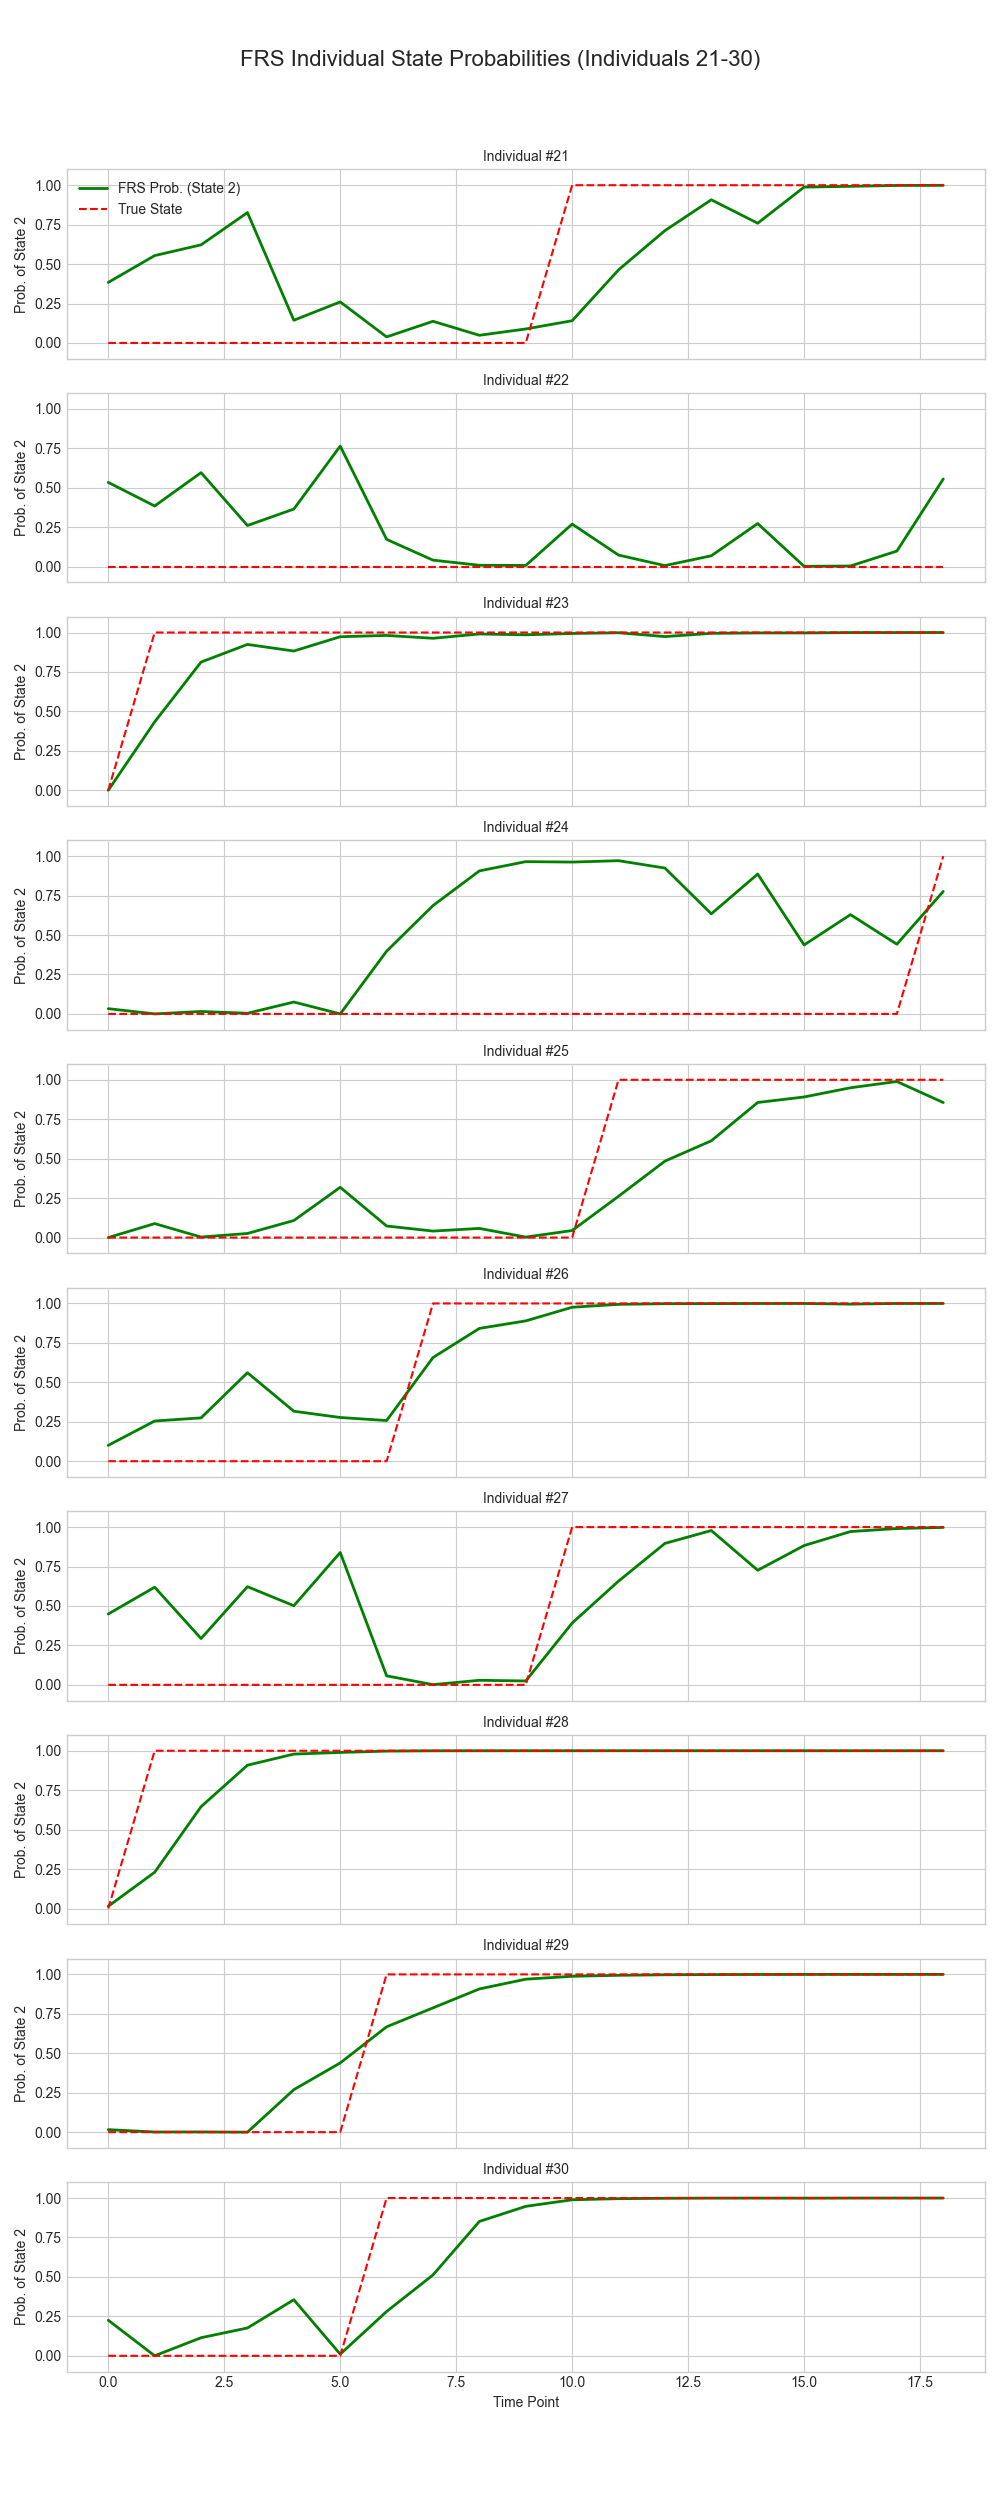 FRS Individual State Probabilities (Individuals 21-30)
Individual #21
1.00
0.75
0.50
0.25
0.00
Prob. of State 2
FRS Prob. (State 2)
True State
Individual #22
1.00
0.75
0.50
0.25
0.00
Prob. of State 2
Individual #23
1.00
0.75
0.50
0.25
0.00
Prob. of State 2
Individual #24
1.00
0.75
0.50
0.25
0.00
Prob. of State 2
Individual #25
1.00
0.75
0.50
0.25
0.00
Prob. of State 2
Individual #26
1.00
0.75
0.50
0.25
0.00
Prob. of State 2
Individual #27
1.00
0.75
0.50
0.25
0.00
Prob. of State 2
Individual #28
1.00
0.75
0.50
0.25
0.00
Prob. of State 2
Individual #29
1.00
0.75
0.50
0.25
0.00
Prob. of State 2
Individual #30
1.00
0.75
0.50
0.25
0.00
Prob. of State 2
0.0 2.5 5.0 7.5 10.0 12.5 15.0 17.5
Time Point